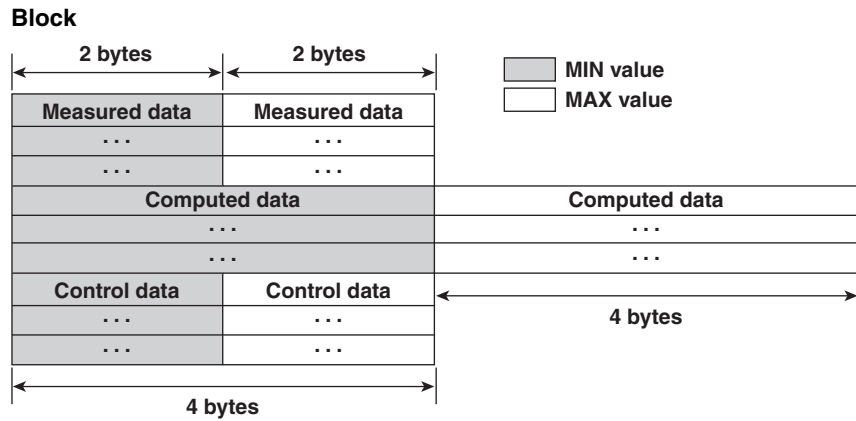 Block
2 bytes 2 bytes
MIN value
MAX value
Measured data Measured data
... ...
... ...
Computed data Computed data
... ...
... ...
Control data Control data
... ...
4 bytes
... ...
4 bytes